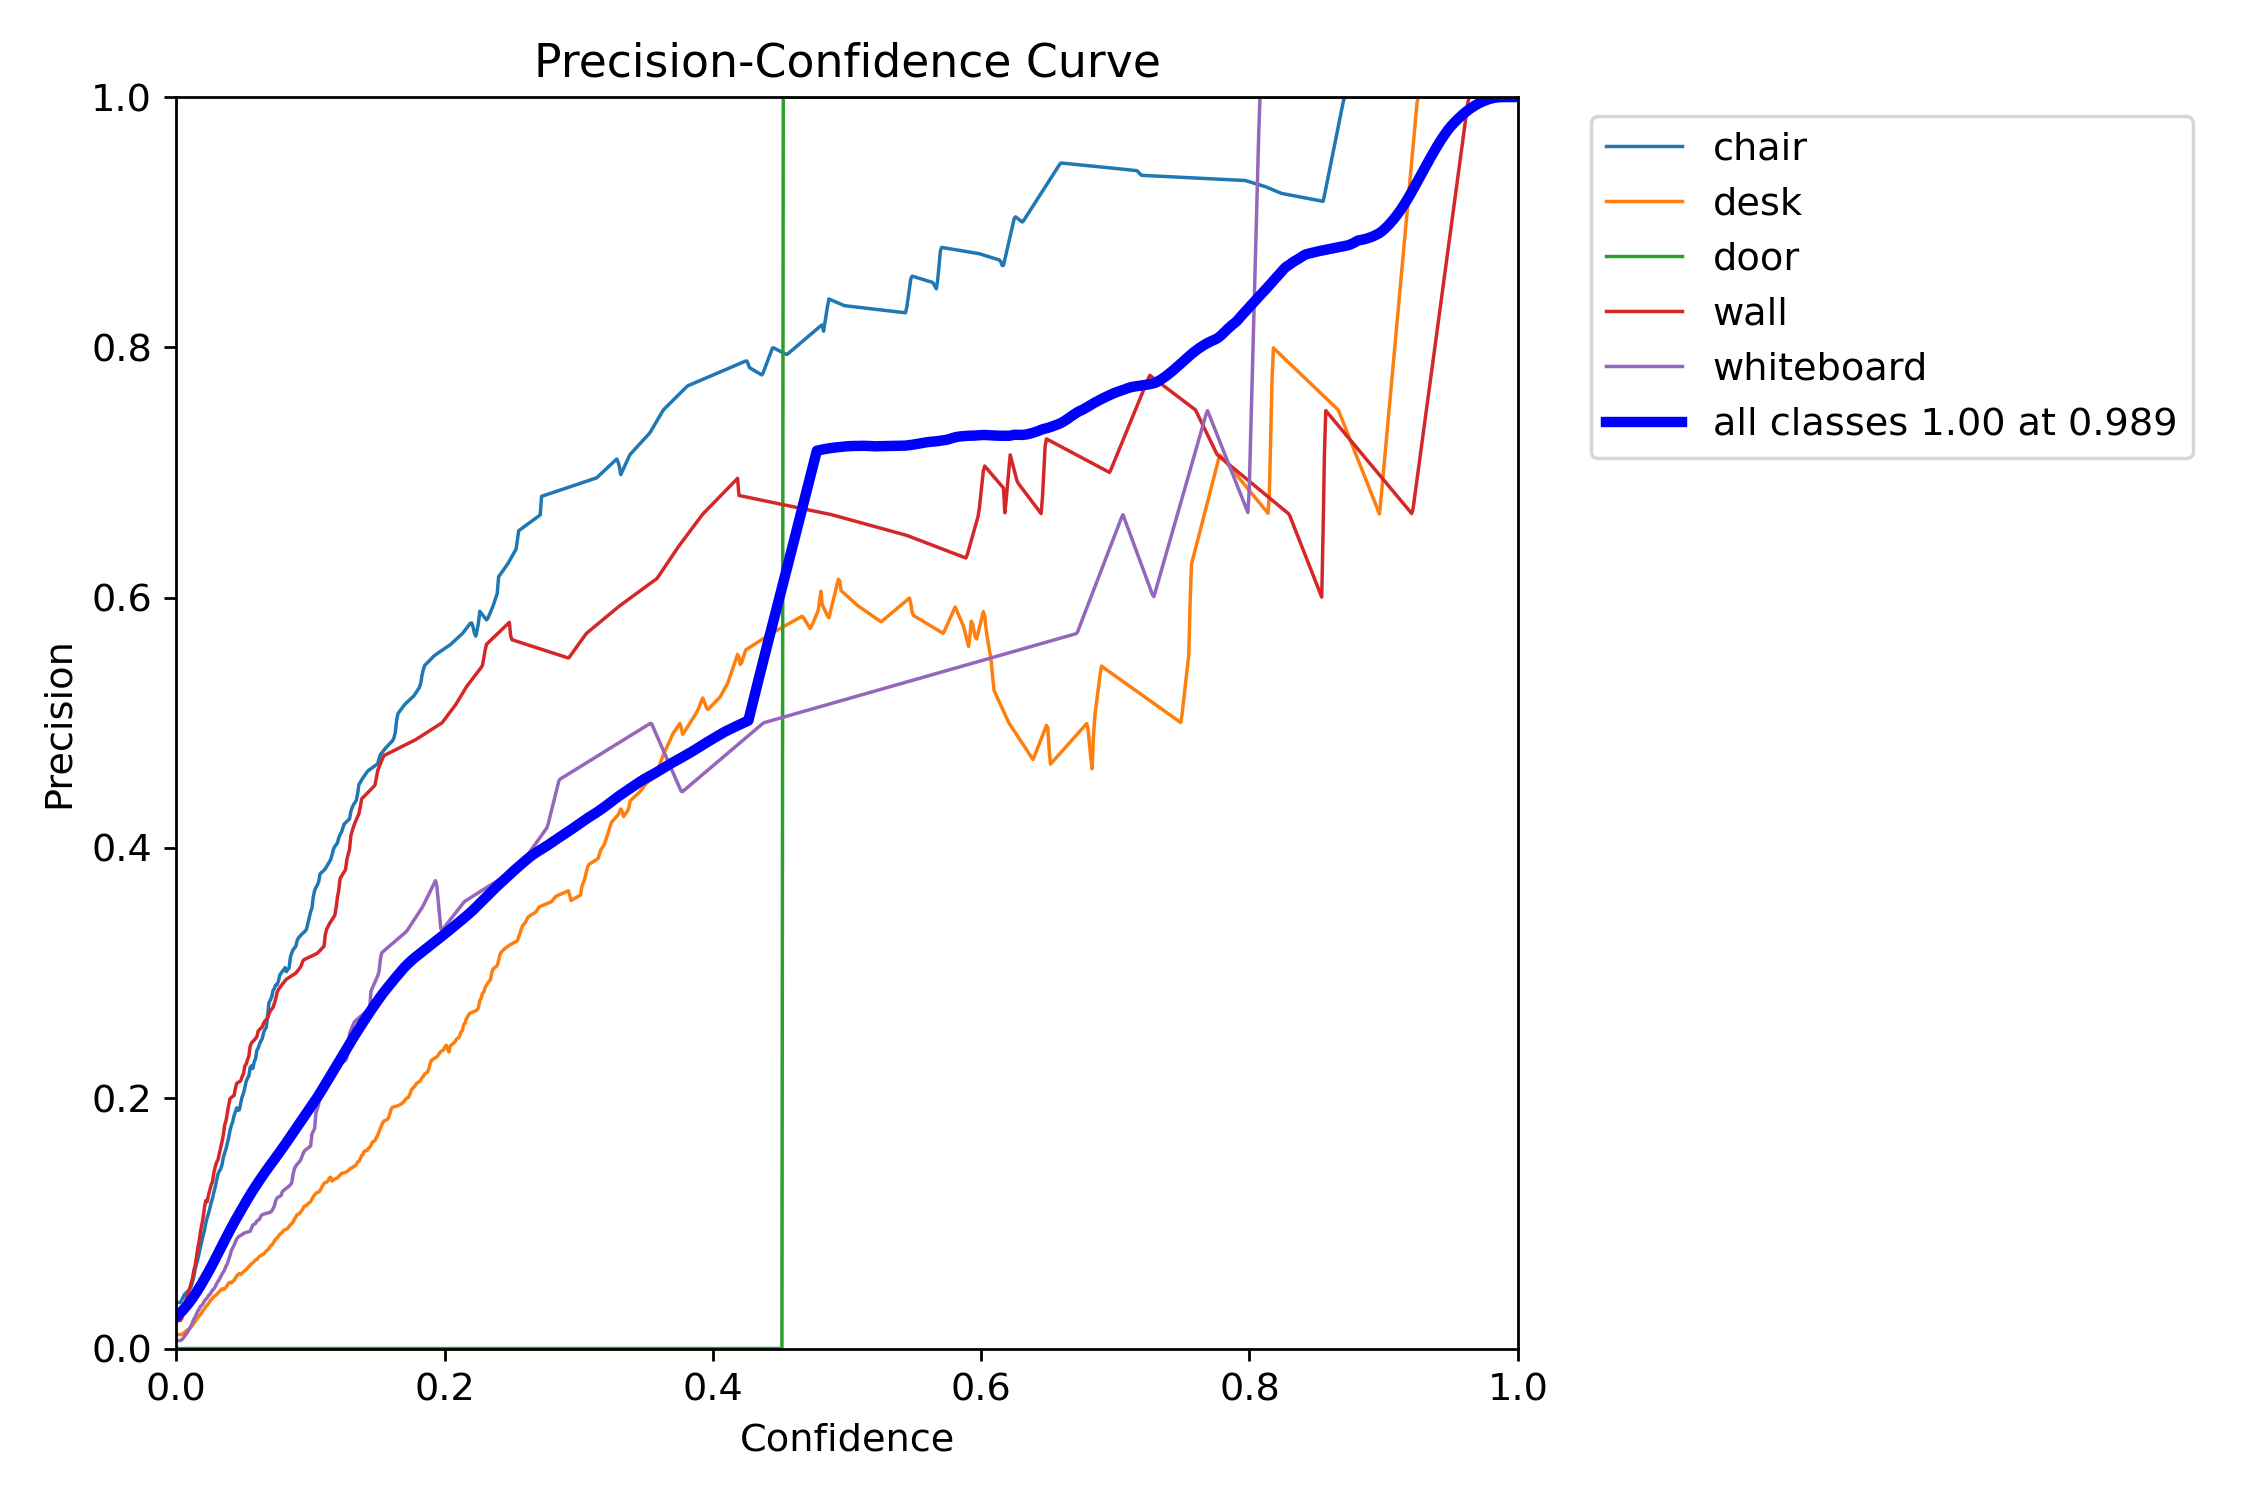 Precision-Confidence Curve
1.0
0.8
0.6
0.4
0.2
0.0
Precision
0.0 0.2 0.4 0.6 0.8 1.0
Confidence
chair
desk
door
wall
whiteboard
all classes 1.00 at 0.989